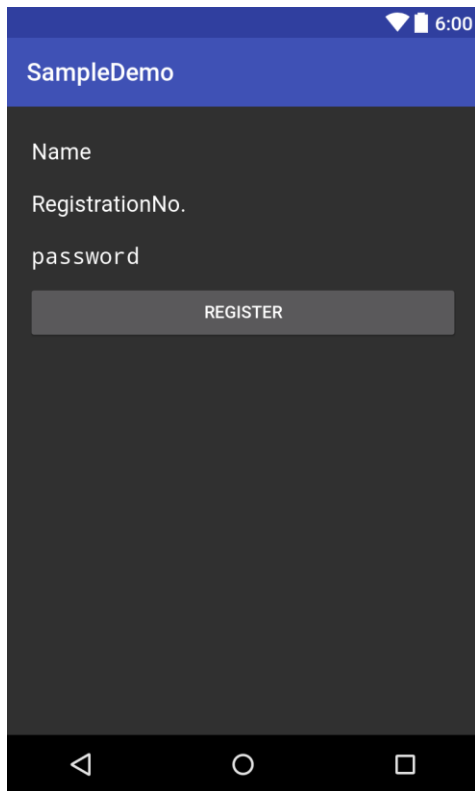 6:00
SampleDemo
Name
RegistrationNo.
password
REGISTER